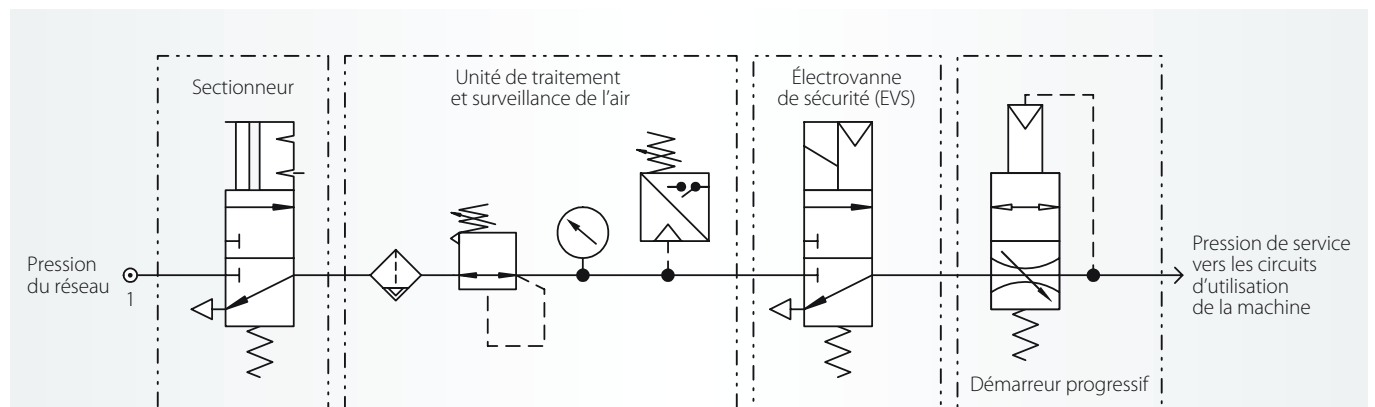 Sectionneur
Unité de traitement
et surveillance de l'air
Électrovanne
de sécurité (EVS)
Pression
du réseau
1
Pression de service
vers les circuits
d'utilisation
de la machine
Démarreur progressif